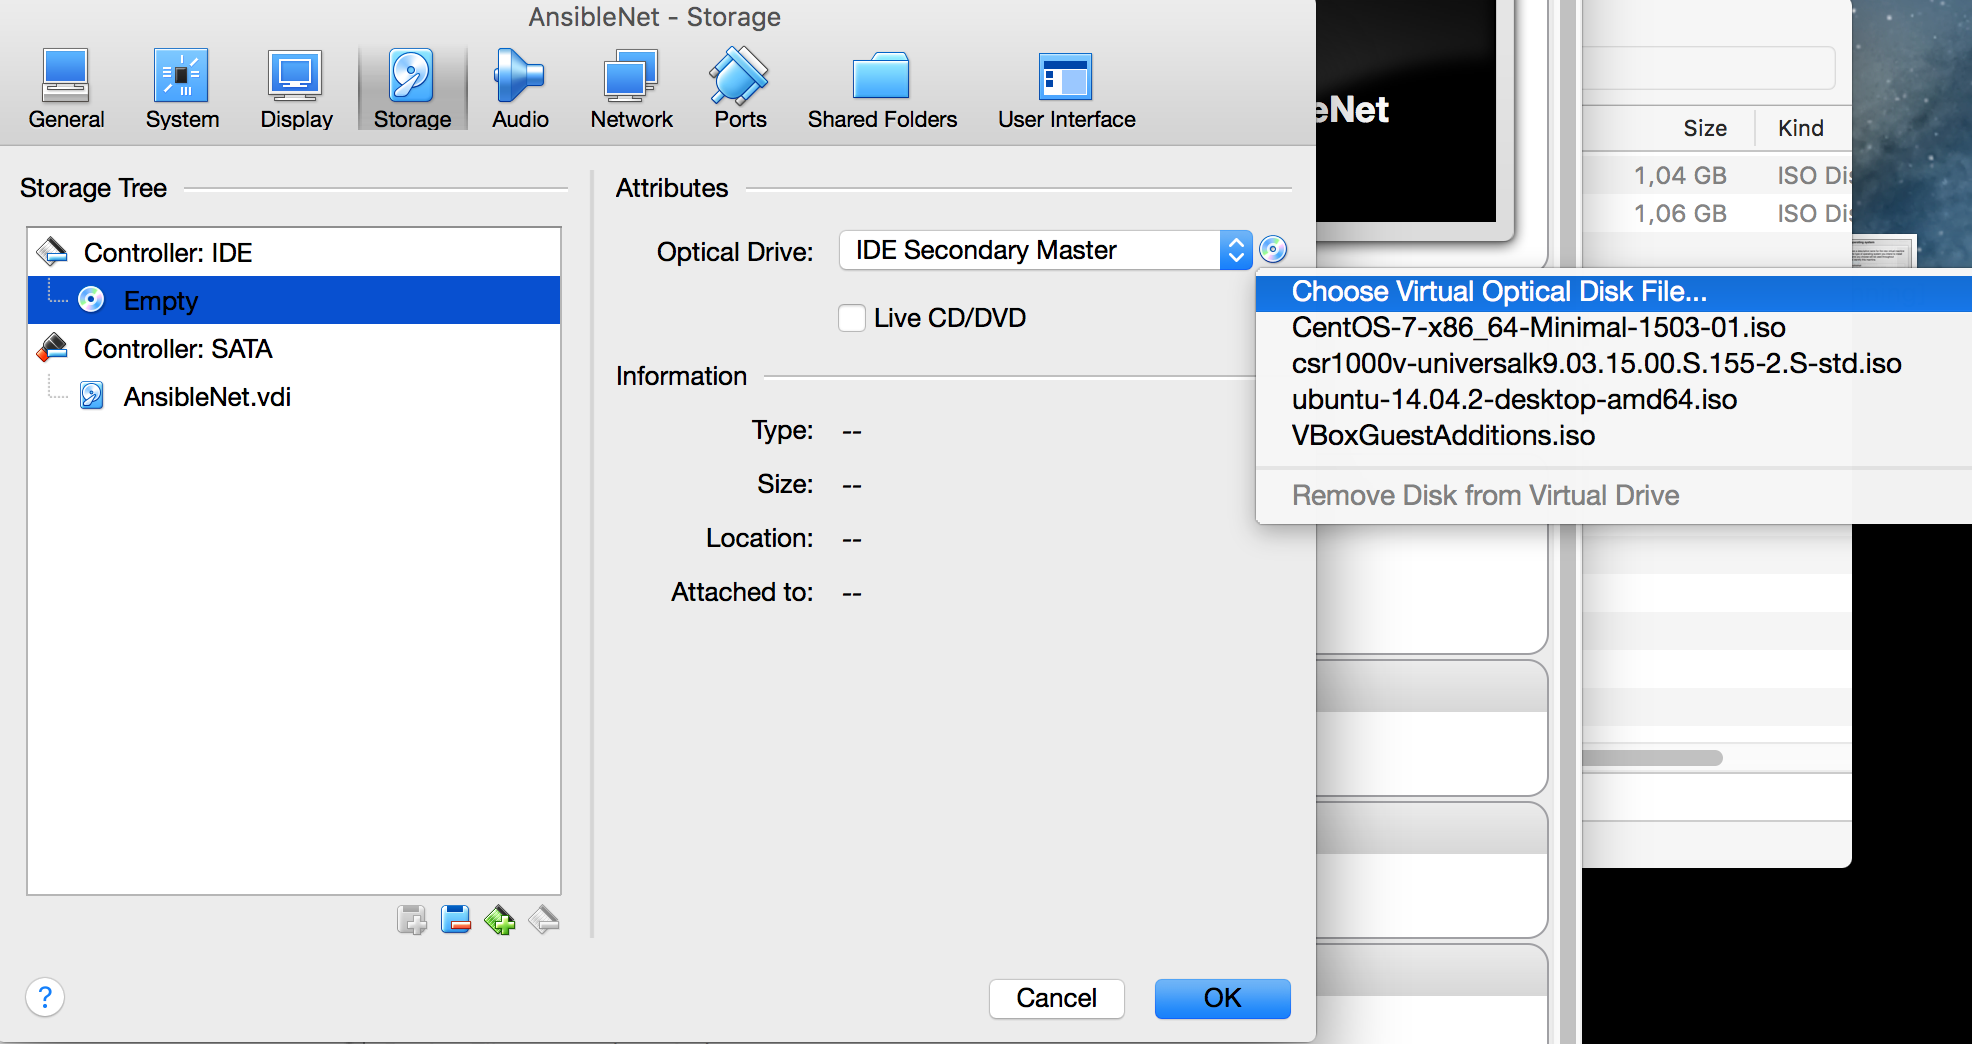 AnsibleNet - Storage
General System Display Storage Audio Network Ports Shared Folders User Interface
eNet
Size Kind
1,04 GB ISO Dis
1,06 GB ISO Dis
Storage Tree
Controller: IDE
Empty
Controller: SATA
AnsibleNet.vdi
Attributes
Optical Drive: IDE Secondary Master
Live CD/DVD
Information
Type: --
Size: --
Location: --
Attached to: --
Choose Virtual Optical Disk File...
CentOS-7-x86_64-Minimal-1503-01.iso
csr1000v-universalk9.03.15.00.S.155-2.S-std.iso
ubuntu-14.04.2-desktop-amd64.iso
VBoxGuestAdditions.iso
Remove Disk from Virtual Drive
?
Cancel OK